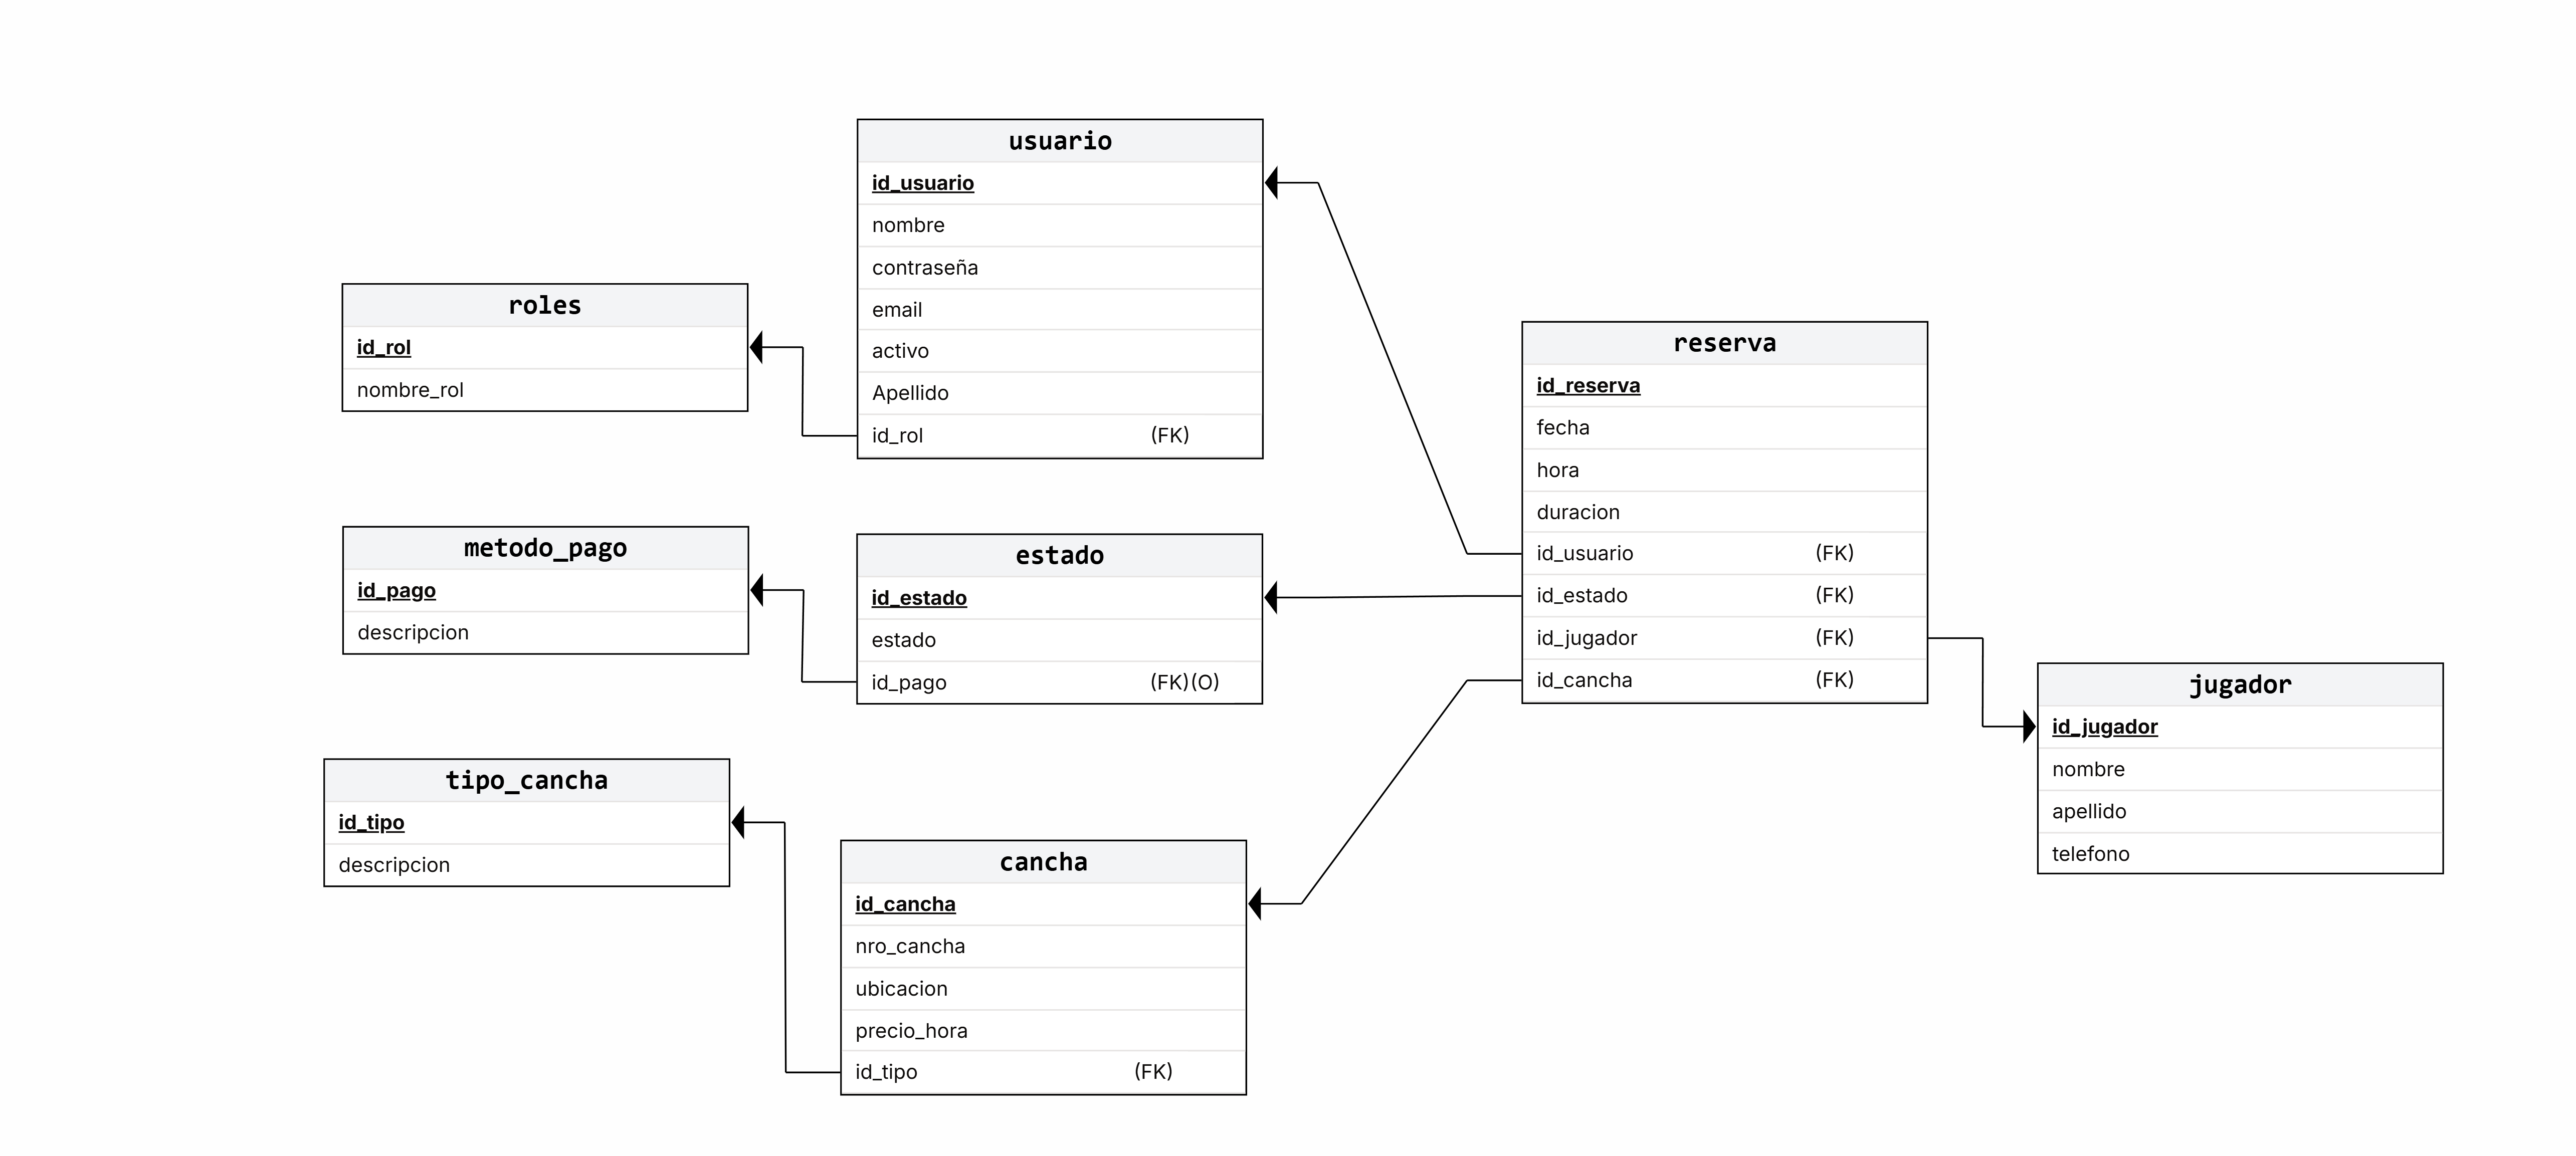 usuario
id_usuario
nombre
contraseña
email
activo
Apellido
id_rol (FK)
roles
id_rol
nombre_rol
metodo_pago
id_pago
descripcion
estado
id_estado
estado
id_pago (FK)(O)
tipo_cancha
id_tipo
descripcion
cancha
id_cancha
nro_cancha
ubicacion
precio_hora
id_tipo (FK)
reserva
id_reserva
fecha
hora
duracion
id_usuario (FK)
id_estado (FK)
id_jugador (FK)
id_cancha (FK)
jugador
id_jugador
nombre
apellido
telefono